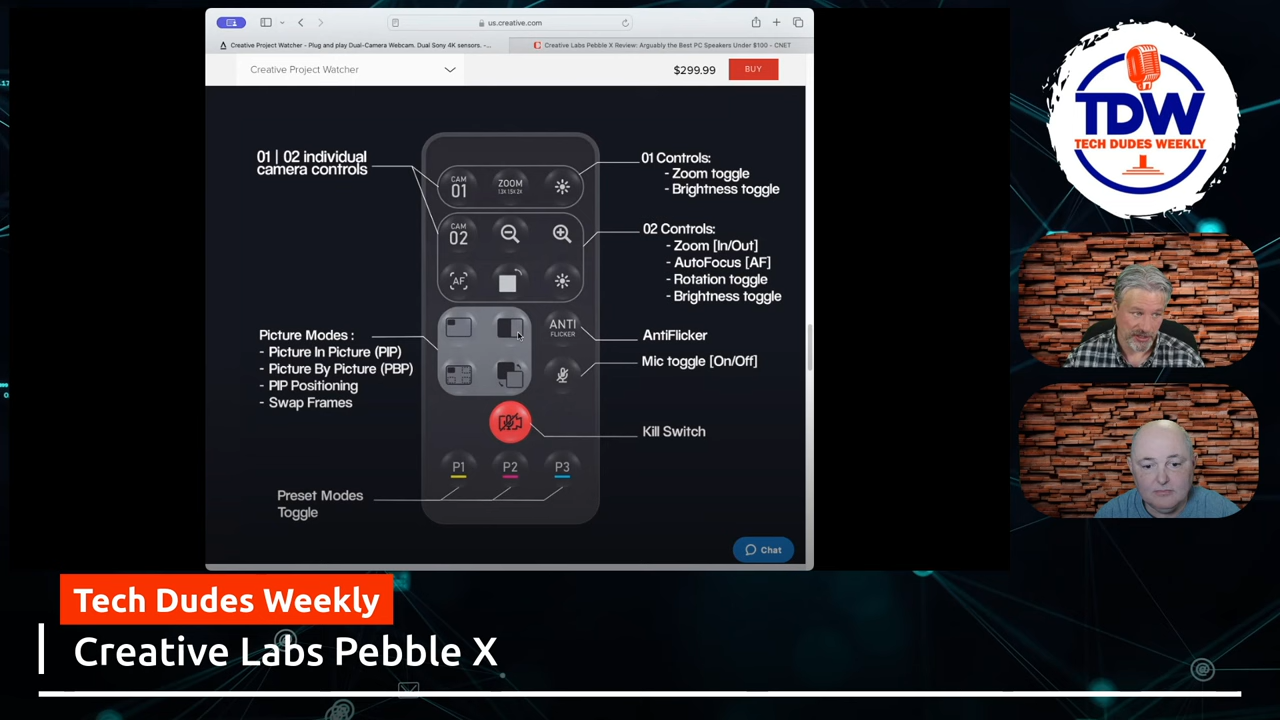 us.creative.com
Creative Project Watcher - Plug and play Dual-Camera Webcam. Dual Sony 4K sensors. -...
Creative Labs Pebble X Review: Arguably the Best PC Speakers Under $100 - CNET
Creative Project Watcher
$299.99
BUY
01 | 02 individual
camera controls
CAM
01
ZOOM
1X 1.5X 2X
01 Controls:
- Zoom toggle
- Brightness toggle
CAM
02
02 Controls:
- Zoom [In/Out]
- AutoFocus [AF]
- Rotation toggle
- Brightness toggle
AF
Picture Modes :
- Picture In Picture (PIP)
- Picture By Picture (PBP)
- PIP Positioning
- Swap Frames
ANTI
FLICKER
AntiFlicker
Mic toggle [On/Off]
Kill Switch
P1
P2
P3
Preset Modes
Toggle
Chat
TDW
TECH DUDES WEEKLY
Tech Dudes Weekly
Creative Labs Pebble X